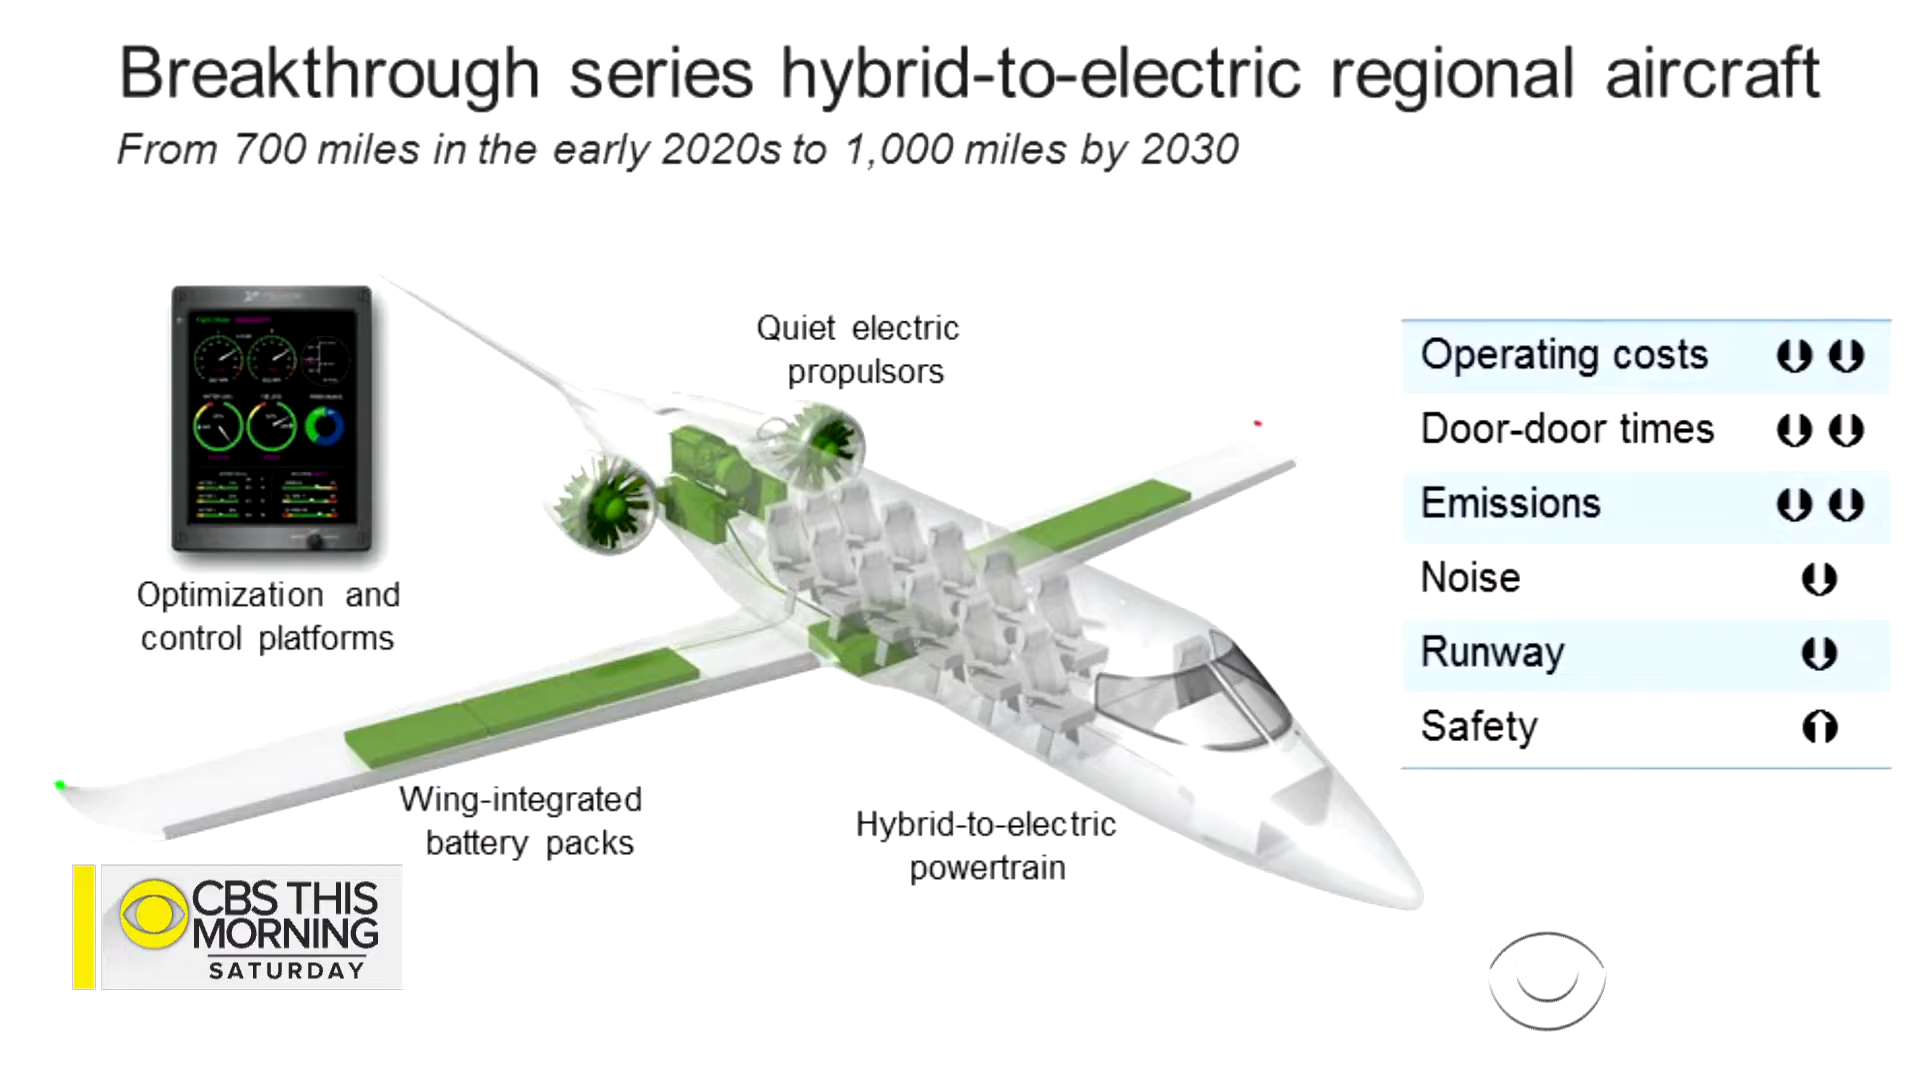 Breakthrough series hybrid-to-electric regional aircraft
From 700 miles in the early 2020s to 1,000 miles by 2030
Quiet electric
propulsors
Optimization and
control platforms
Wing-integrated
battery packs
Hybrid-to-electric
powertrain
Operating costs
Door-door times
Emissions
Noise
Runway
Safety
CBS THIS
MORNING
SATURDAY